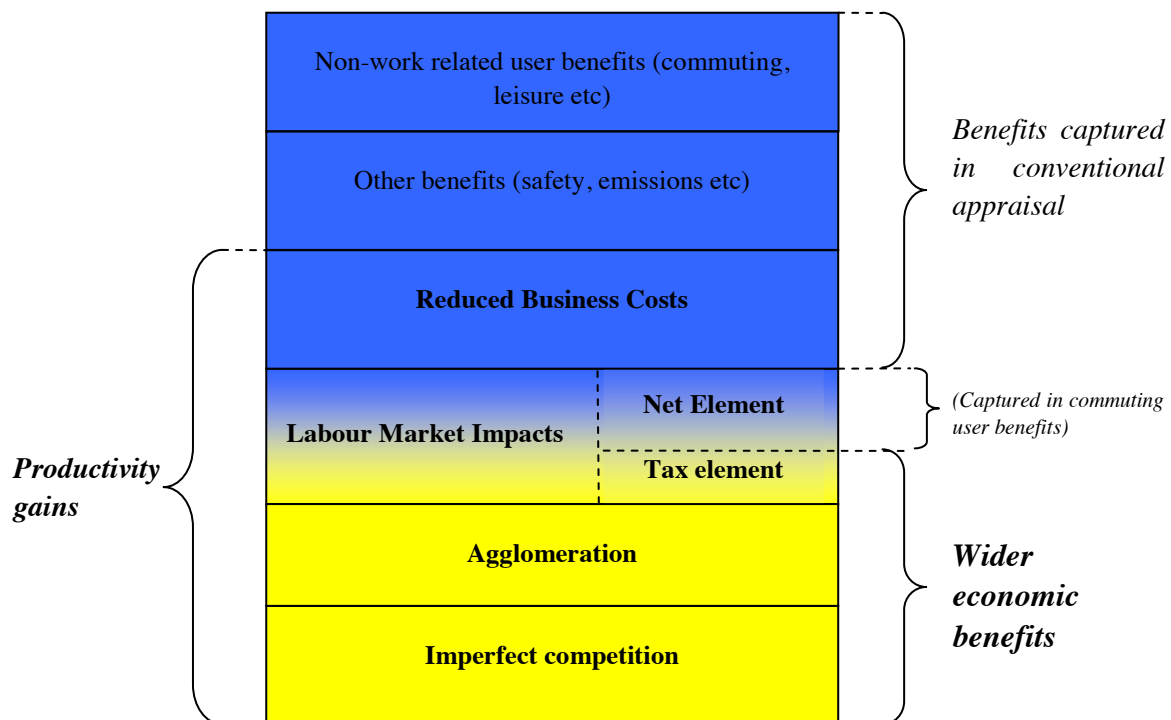 Non-work related user benefits (commuting,
leisure etc)
Benefits captured
in conventional
appraisal
Other benefits (safety, emissions etc)
Reduced Business Costs
Net Element
(Captured in commuting
user benefits)
Labour Market Impacts
Tax element
Productivity
gains
Agglomeration
Wider
economic
benefits
Imperfect competition